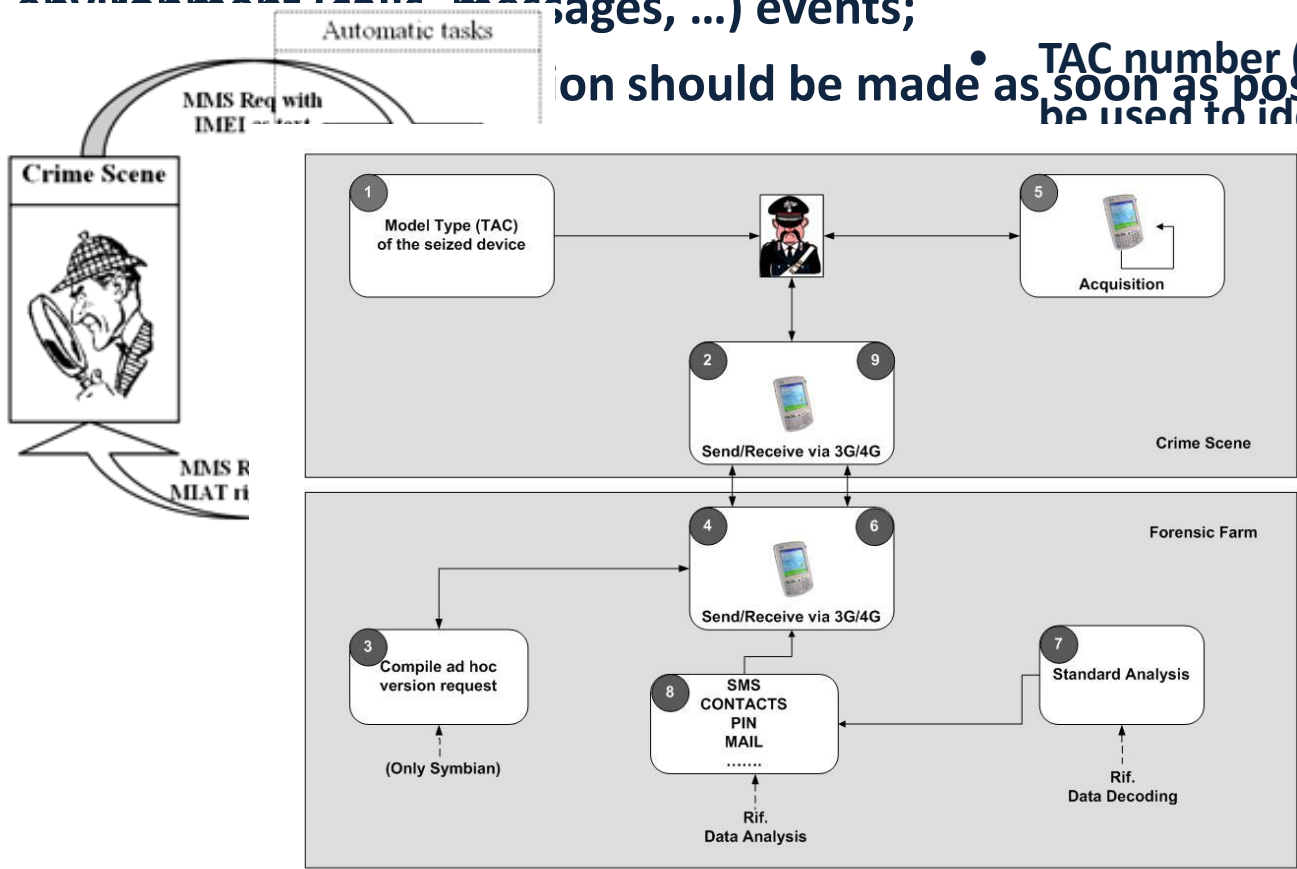 sages, …) events;
Automatic tasks
• TAC number (
ion should be made as soon as pos
be used to id
MMS Req with
IMEI as text
Crime Scene
MMS R
MIAT ri
1
Model Type (TAC)
of the seized device
5
Acquisition
2
9
Send/Receive via 3G/4G
Crime Scene
4
6
Send/Receive via 3G/4G
Forensic Farm
3
Compile ad hoc
version request
(Only Symbian)
8
SMS
CONTACTS
PIN
MAIL
.......
Rif.
Data Analysis
7
Standard Analysis
Rif.
Data Decoding